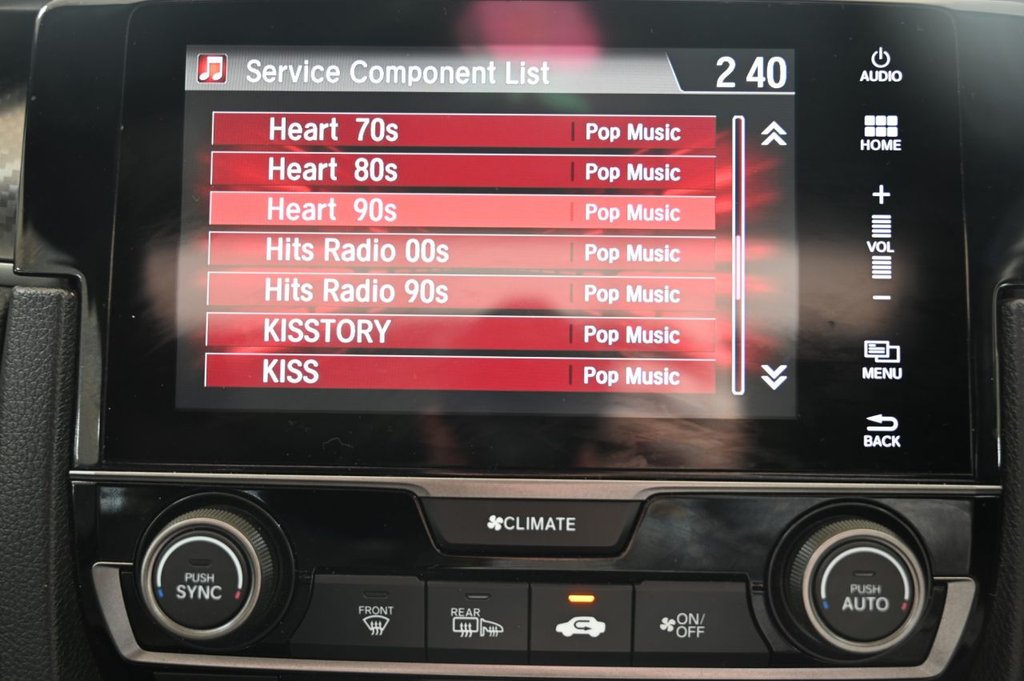 Service Component List 2 40
Heart 70s Pop Music
Heart 80s Pop Music
Heart 90s Pop Music
Hits Radio 00s Pop Music
Hits Radio 90s Pop Music
KISSTORY Pop Music
KISS Pop Music
AUDIO
HOME
+
VOL
−
MENU
BACK
CLIMATE
PUSH
SYNC
FRONT
REAR
ON/
OFF
PUSH
AUTO